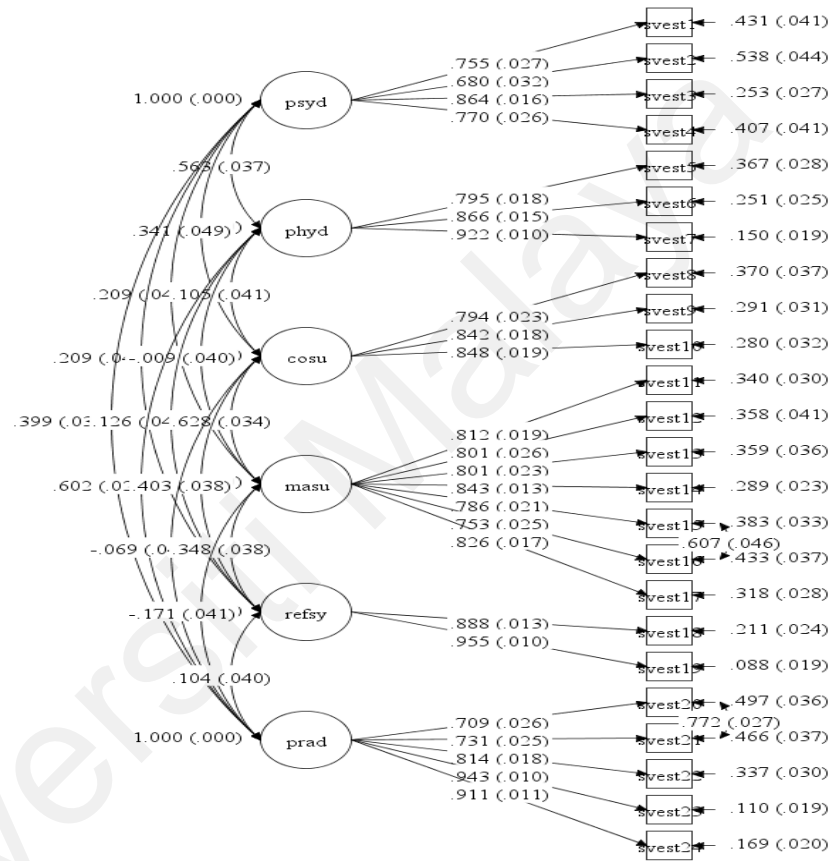 svest1 .431 (.041)
.755 (.027)
svest2 .538 (.044)
.680 (.032)
1.000 (.000) psyd
.864 (.016)
svest3 .253 (.027)
.770 (.026)
svest4 .407 (.041)
.563 (.037)
svest5 .367 (.028)
.795 (.018)
svest6 .251 (.025)
.866 (.015)
.341 (.049) phyd
.922 (.010)
svest7 .150 (.019)
svest8 .370 (.037)
.209 .105 (.041)
.794 (.023)
svest9 .291 (.031)
.842 (.018)
.209 -.009 (.040) cosu
.848 (.019)
svest10 .280 (.032)
svest11 .340 (.030)
.399 .126 .628 (.034)
.812 (.019)
svest12 .358 (.041)
.801 (.026)
svest13 .359 (.036)
.801 (.023)
.602 .403 (.038) masu
.843 (.013)
svest14 .289 (.023)
.786 (.021)
svest15 .383 (.033)
.753 (.025)
.607 (.046)
.826 (.017)
svest16 .433 (.037)
-.069 .348 (.038)
svest17 .318 (.028)
-.171 (.041) refsy
.888 (.013)
svest18 .211 (.024)
.955 (.010)
svest19 .088 (.019)
.104 (.040)
svest20 .497 (.036)
.709 (.026)
.772 (.027)
1.000 (.000) prad
.731 (.025)
svest21 .466 (.037)
.814 (.018)
svest22 .337 (.030)
.943 (.010)
.911 (.011)
svest23 .110 (.019)
svest24 .169 (.020)
versiti Malaya